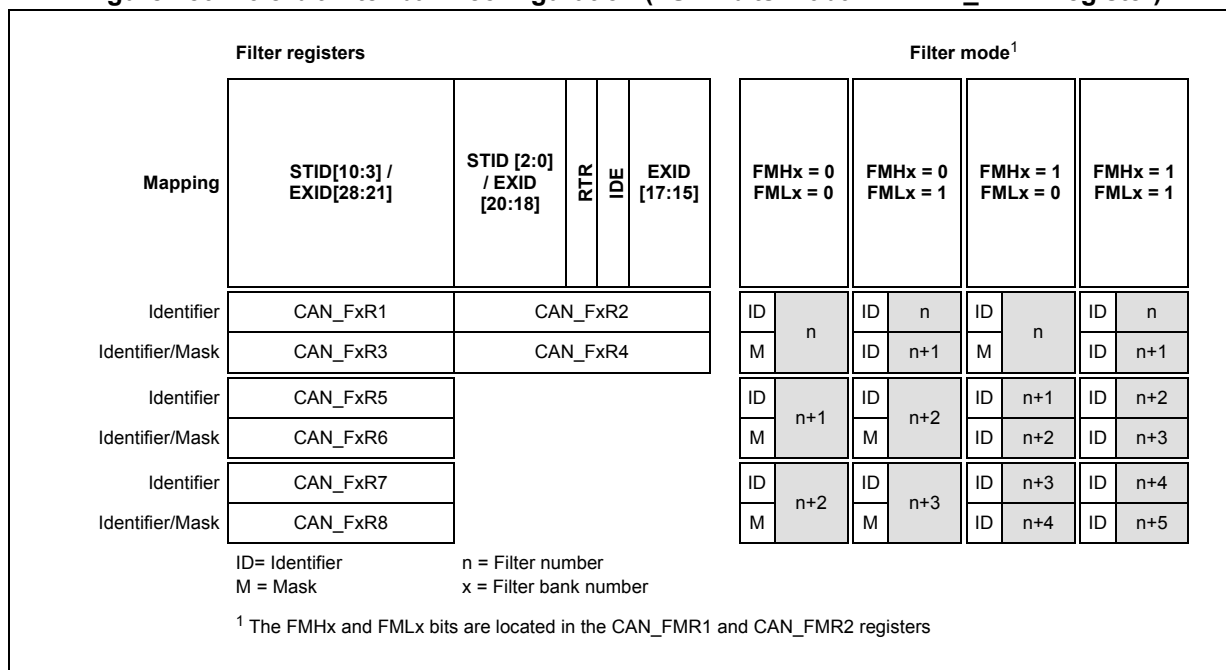 Figure configuration register)
Filter registers
Filter mode1
Mapping
STID[10:3] /
EXID[28:21]
STID [2:0]
/ EXID
[20:18]
RTR
IDE
EXID
[17:15]
FMHx = 0
FMLx = 0
FMHx = 0
FMLx = 1
FMHx = 1
FMLx = 0
FMHx = 1
FMLx = 1
Identifier CAN_FxR1 CAN_FxR2 ID n ID n ID n ID n
Identifier/Mask CAN_FxR3 CAN_FxR4 M ID n+1 M ID n+1
Identifier CAN_FxR5 ID n+1 ID n+2 ID n+1 ID n+2
Identifier/Mask CAN_FxR6 M M ID n+2 ID n+3
Identifier CAN_FxR7 ID n+2 ID n+3 ID n+3 ID n+4
Identifier/Mask CAN_FxR8 M M ID n+4 ID n+5
ID= Identifier n = Filter number
M = Mask x = Filter bank number
1 The FMHx and FMLx bits are located in the CAN_FMR1 and CAN_FMR2 registers